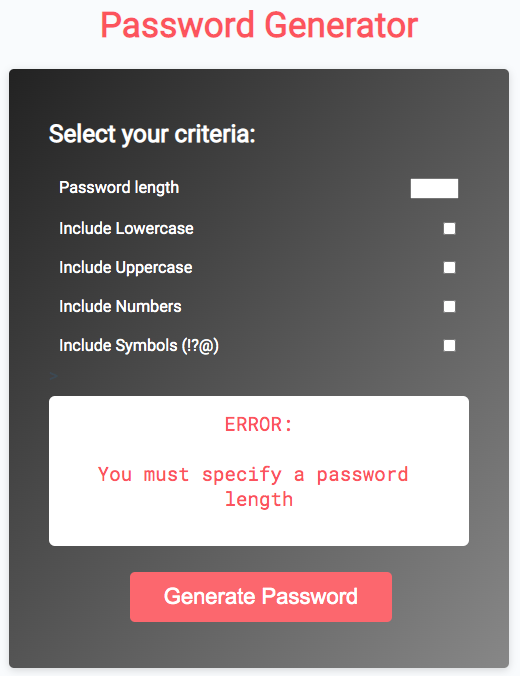 Password Generator
Select your criteria:
Password length
Include Lowercase
Include Uppercase
Include Numbers
Include Symbols (!?@)
>
ERROR:
You must specify a password
length
Generate Password